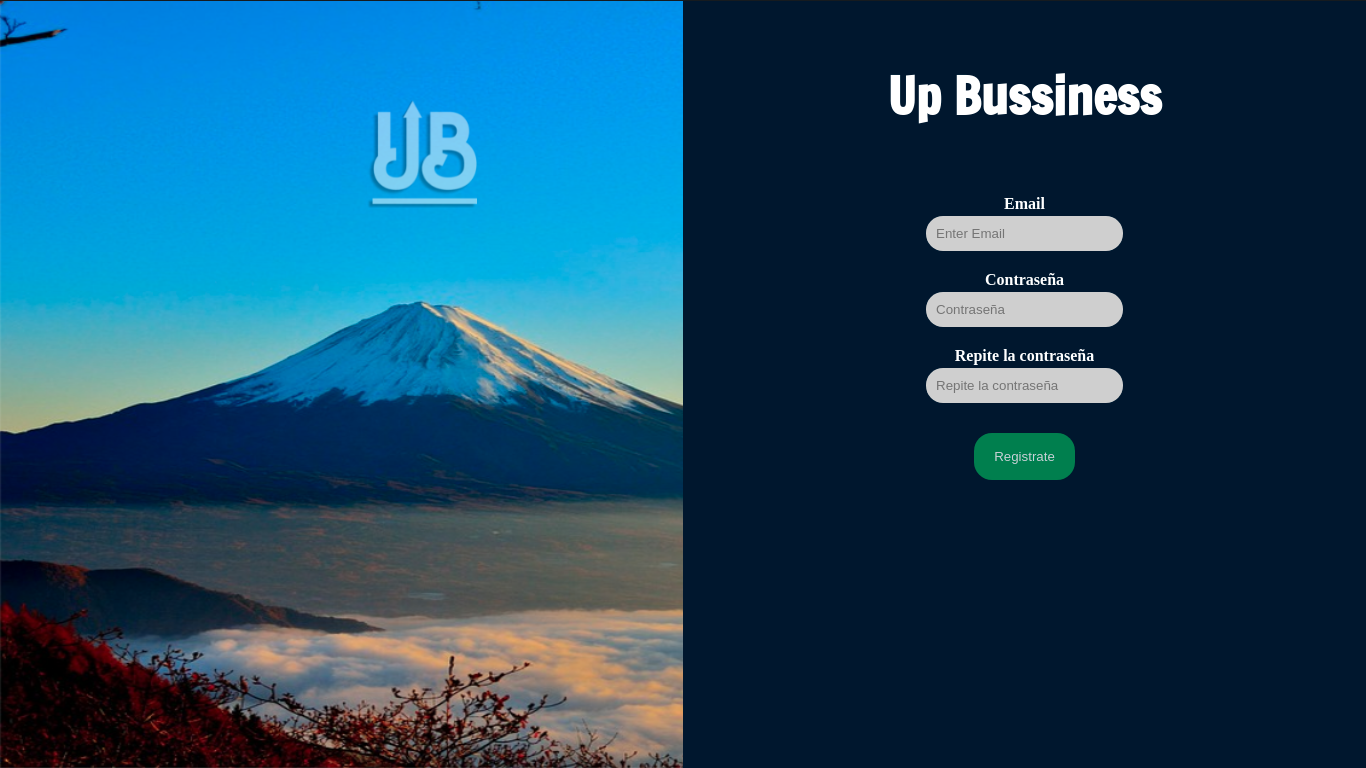 UB
Up Bussiness
Email
Enter Email
Contraseña
Contraseña
Repite la contraseña
Repite la contraseña
Registrate